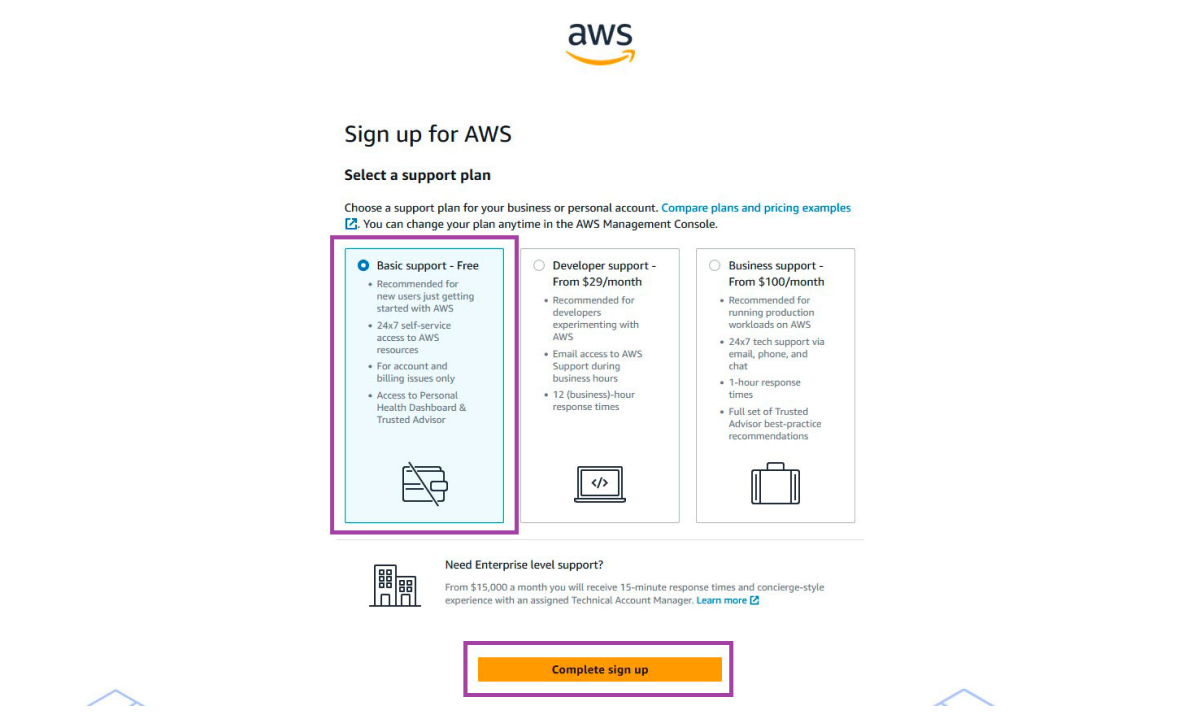 aws
Sign up for AWS
Select a support plan
Choose a support plan for your business or personal account. Compare plans and pricing examples
. You can change your plan anytime in the AWS Management Console.
Basic support - Free
• Recommended for
new users just getting
started with AWS
• 24x7 self-service
access to AWS
resources
• For account and
billing issues only
• Access to Personal
Health Dashboard &
Trusted Advisor
Developer support -
From $29/month
• Recommended for
developers
experimenting with
AWS
• Email access to AWS
Support during
business hours
• 12 (business)-hour
response times
</>
Business support -
From $100/month
• Recommended for
running production
workloads on AWS
• 24x7 tech support via
email, phone, and
chat
• 1-hour response
times
• Full set of Trusted
Advisor best-practice
recommendations
Need Enterprise level support?
From $15,000 a month you will receive 15-minute response times and concierge-style
experience with an assigned Technical Account Manager. Learn more
Complete sign up